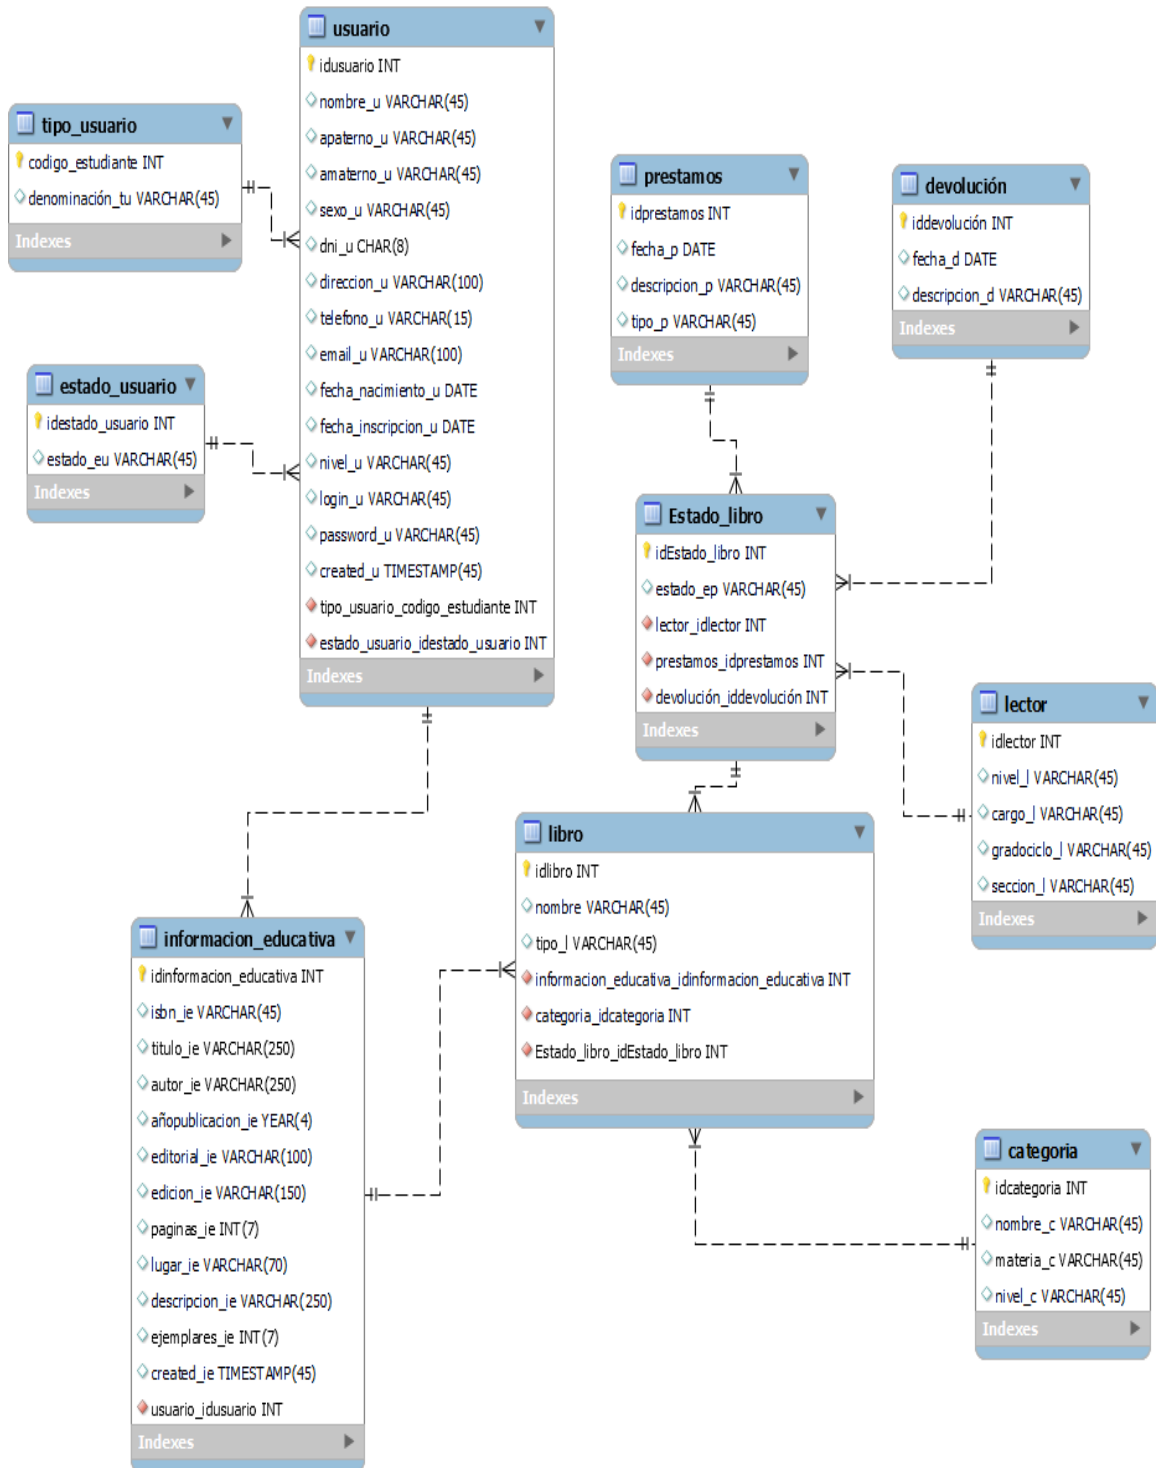 usuario
idusuario INT
nombre_u VARCHAR(45)
apaterno_u VARCHAR(45)
amaterno_u VARCHAR(45)
sexo_u VARCHAR(45)
dni_u CHAR(8)
direccion_u VARCHAR(100)
telefono_u VARCHAR(15)
email_u VARCHAR(100)
fecha_nacimiento_u DATE
fecha_inscripcion_u DATE
nivel_u VARCHAR(45)
login_u VARCHAR(45)
password_u VARCHAR(45)
created_u TIMESTAMP(45)
tipo_usuario_codigo_estudiante INT
estado_usuario_idestado_usuario INT
Indexes
tipo_usuario
codigo_estudiante INT
denominación_tu VARCHAR(45)
Indexes
estado_usuario
idestado_usuario INT
estado_eu VARCHAR(45)
Indexes
prestamos
idprestamos INT
fecha_p DATE
descripcion_p VARCHAR(45)
tipo_p VARCHAR(45)
Indexes
devolución
iddevolución INT
fecha_d DATE
descripcion_d VARCHAR(45)
Indexes
Estado_libro
idEstado_libro INT
estado_ep VARCHAR(45)
lector_idlector INT
prestamos_idprestamos INT
devolución_iddevolución INT
Indexes
lector
idlector INT
nivel_l VARCHAR(45)
cargo_l VARCHAR(45)
gradociclo_l VARCHAR(45)
seccion_l VARCHAR(45)
Indexes
libro
idlibro INT
nombre VARCHAR(45)
tipo_l VARCHAR(45)
informacion_educativa_idinformacion_educativa INT
categoria_idcategoria INT
Estado_libro_idEstado_libro INT
Indexes
informacion_educativa
idinformacion_educativa INT
isbn_ie VARCHAR(45)
titulo_ie VARCHAR(250)
autor_ie VARCHAR(250)
añopublicacion_ie YEAR(4)
editorial_ie VARCHAR(100)
edicion_ie VARCHAR(150)
paginas_ie INT(7)
lugar_ie VARCHAR(70)
descripcion_ie VARCHAR(250)
ejemplares_ie INT(7)
created_ie TIMESTAMP(45)
usuario_idusuario INT
Indexes
categoria
idcategoria INT
nombre_c VARCHAR(45)
materia_c VARCHAR(45)
nivel_c VARCHAR(45)
Indexes